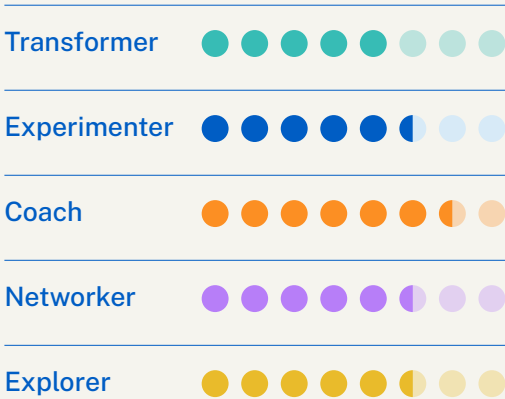 Transformer
Experimenter
Coach
Networker
Explorer